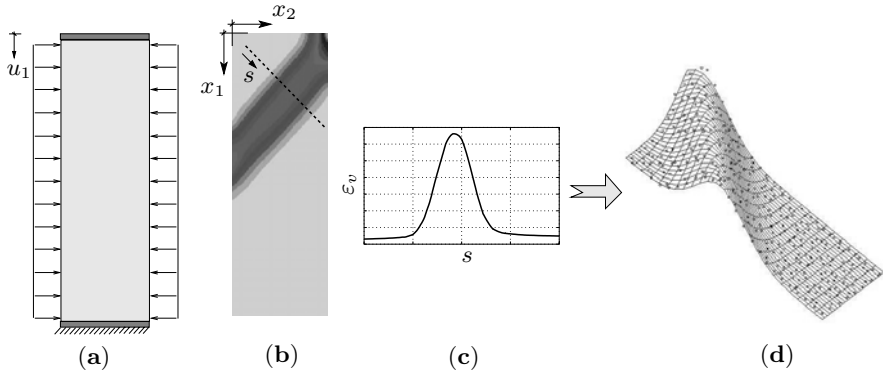 u₁
x₂
x₁
s
εᵥ
s
(a) (b) (c) (d)